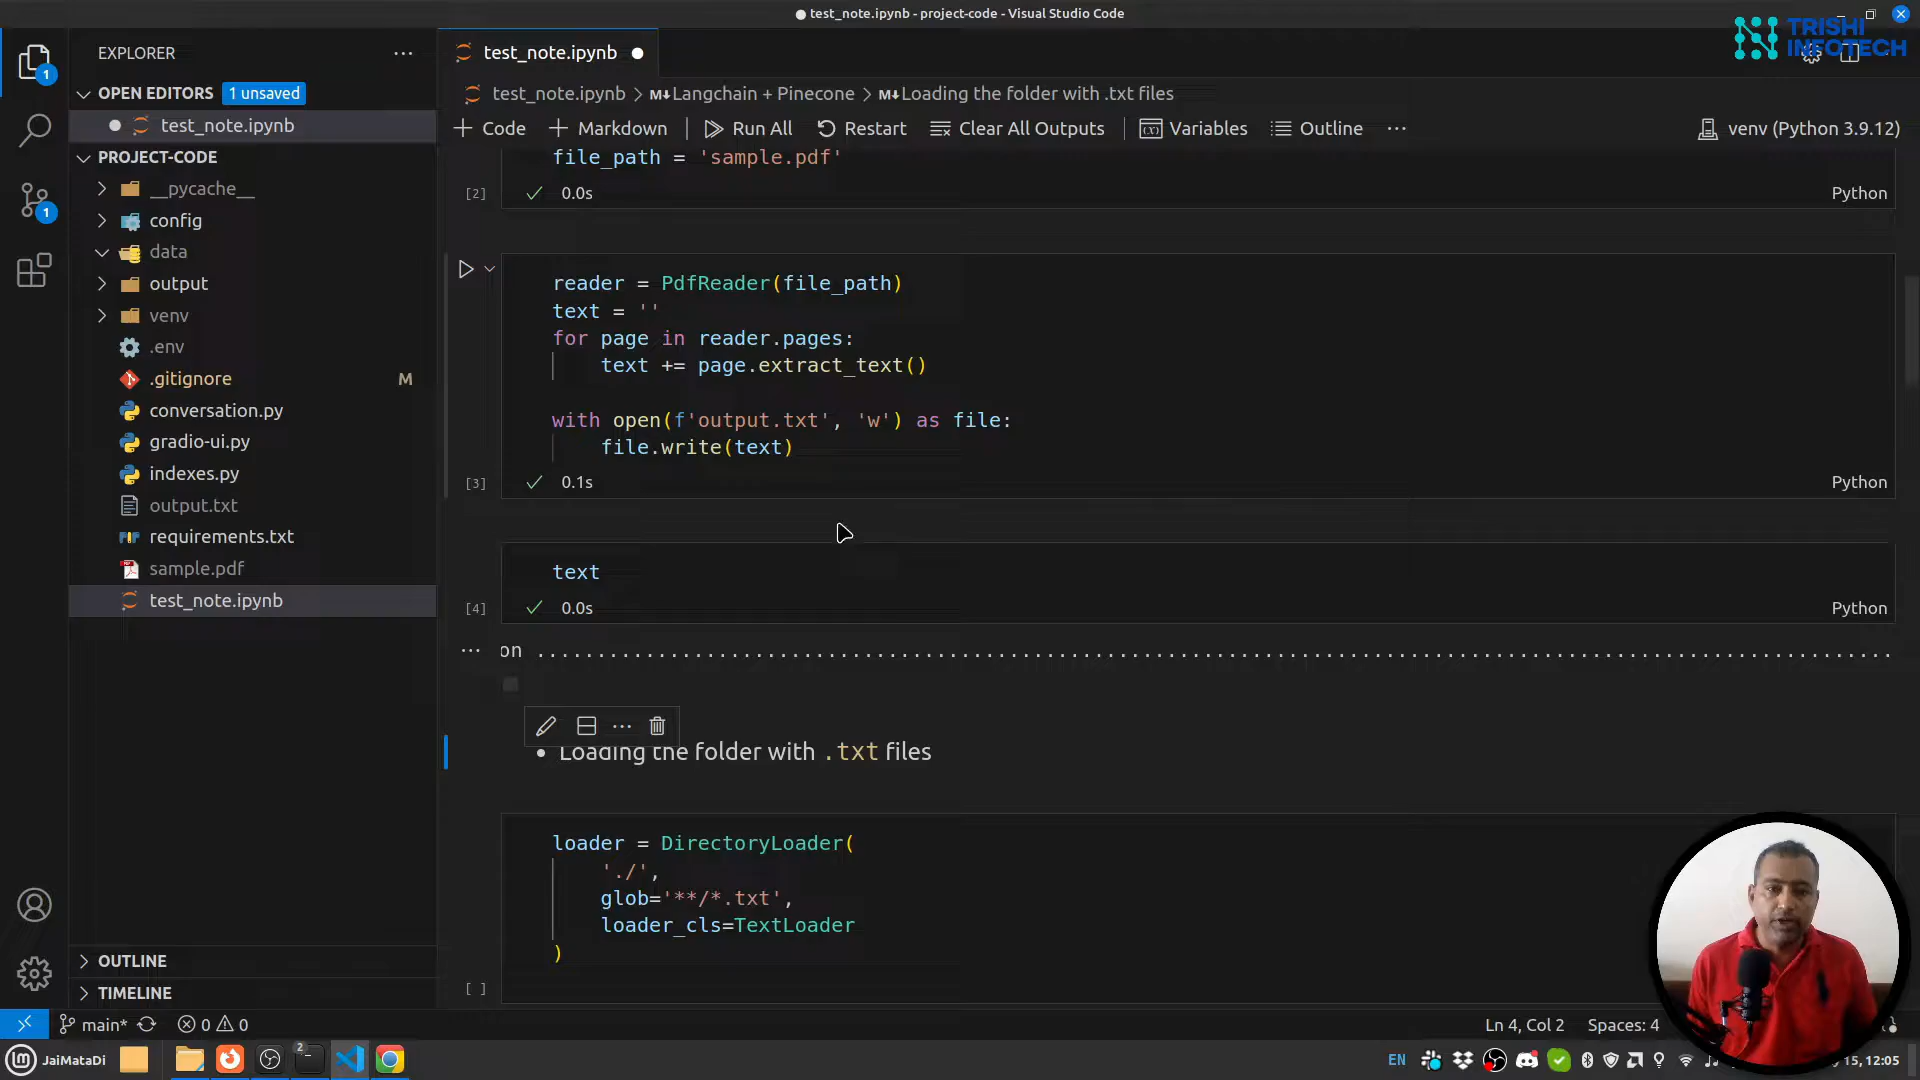 test_note.ipynb - project-code - Visual Studio Code
TRISHI
INFOTECH
EXPLORER
test_note.ipynb
OPEN EDITORS 1 unsaved
test_note.ipynb > Langchain + Pinecone > Loading the folder with .txt files
test_note.ipynb
Code Markdown Run All Restart Clear All Outputs Variables Outline venv (Python 3.9.12)
PROJECT-CODE
__pycache__
config
data
output
venv
.env
.gitignore M
conversation.py
gradio-ui.py
indexes.py
output.txt
requirements.txt
sample.pdf
test_note.ipynb
OUTLINE
TIMELINE
file_path = 'sample.pdf'
[2] 0.0s Python
reader = PdfReader(file_path)
text = ''
for page in reader.pages:
text += page.extract_text()
with open(f'output.txt', 'w') as file:
file.write(text)
[3] 0.1s Python
text
[4] 0.0s Python
on ................................................................................................................
• Loading the folder with .txt files
loader = DirectoryLoader(
'./',
glob='**/*.txt',
loader_cls=TextLoader
)
[ ]
main* 0 0 Ln 4, Col 2 Spaces: 4
JaiMataDi 2 EN 15, 12:05